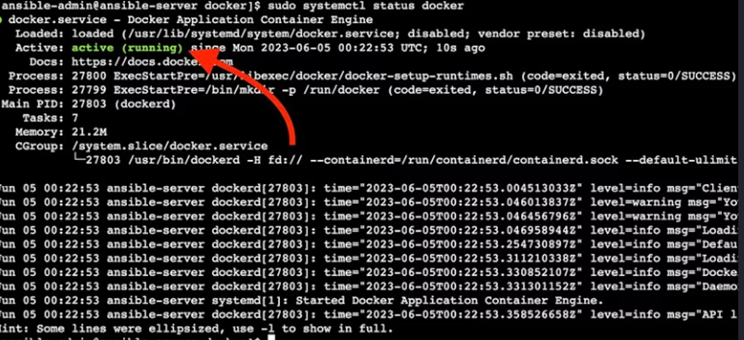 ansible-admin@ansible-server docker]$ sudo systemctl status docker
docker.service - Docker Application Container Engine
Loaded: loaded (/usr/lib/systemd/system/docker.service; disabled; vendor preset: disabled)
Active: active (running) since Mon 2023-06-05 00:22:53 UTC; 10s ago
Docs: https://docs.docker.com
Process: 27800 ExecStartPre=/usr/libexec/docker/docker-setup-runtimes.sh (code=exited, status=0/SUCCESS)
Process: 27799 ExecStartPre=/bin/mkdir -p /run/docker (code=exited, status=0/SUCCESS)
Main PID: 27803 (dockerd)
Tasks: 7
Memory: 21.2M
CGroup: /system.slice/docker.service
└─27803 /usr/bin/dockerd -H fd:// --containerd=/run/containerd/containerd.sock --default-ulimit
Jun 05 00:22:53 ansible-server dockerd[27803]: time="2023-06-05T00:22:53.004513033Z" level=info msg="Clien
Jun 05 00:22:53 ansible-server dockerd[27803]: time="2023-06-05T00:22:53.046013837Z" level=warning msg="Yo
Jun 05 00:22:53 ansible-server dockerd[27803]: time="2023-06-05T00:22:53.046456796Z" level=warning msg="Yo
Jun 05 00:22:53 ansible-server dockerd[27803]: time="2023-06-05T00:22:53.046958944Z" level=info msg="Loadi
Jun 05 00:22:53 ansible-server dockerd[27803]: time="2023-06-05T00:22:53.254730897Z" level=info msg="Defau
Jun 05 00:22:53 ansible-server dockerd[27803]: time="2023-06-05T00:22:53.311210338Z" level=info msg="Loadi
Jun 05 00:22:53 ansible-server dockerd[27803]: time="2023-06-05T00:22:53.330852107Z" level=info msg="Docke
Jun 05 00:22:53 ansible-server dockerd[27803]: time="2023-06-05T00:22:53.331301152Z" level=info msg="Daemo
Jun 05 00:22:53 ansible-server systemd[1]: Started Docker Application Container Engine.
Jun 05 00:22:53 ansible-server dockerd[27803]: time="2023-06-05T00:22:53.358526658Z" level=info msg="API l
Hint: Some lines were ellipsized, use -l to show in full.